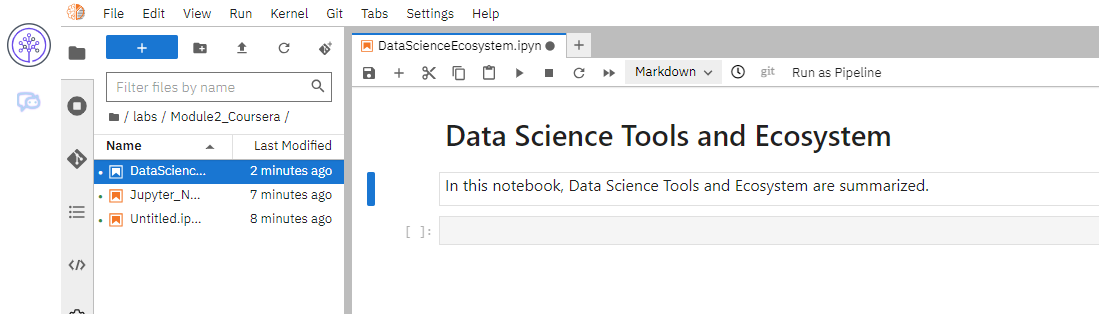 File Edit View Run Kernel Git Tabs Settings Help
DataScienceEcosystem.ipyn
Markdown git Run as Pipeline
Filter files by name
/ labs / Module2_Coursera /
Name Last Modified
DataScienc... 2 minutes ago
Jupyter_N... 7 minutes ago
Untitled.ip... 8 minutes ago
Data Science Tools and Ecosystem
In this notebook, Data Science Tools and Ecosystem are summarized.
[ ]: